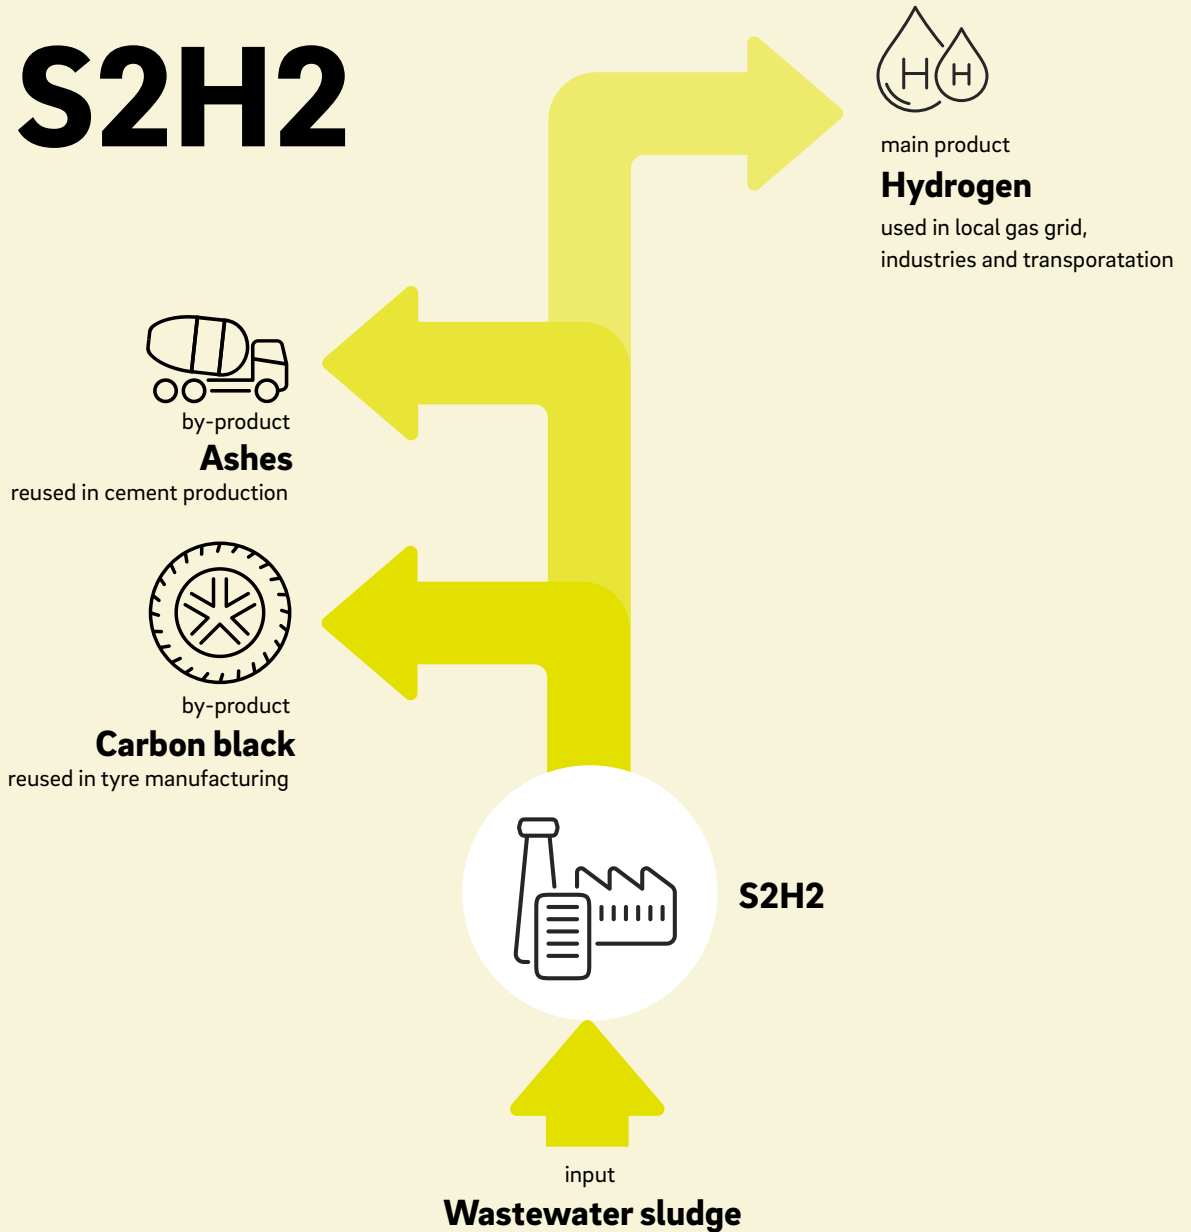 S2H2
H H
main product
Hydrogen
used in local gas grid,
industries and transporatation
by-product
Ashes
reused in cement production
by-product
Carbon black
reused in tyre manufacturing
S2H2
input
Wastewater sludge